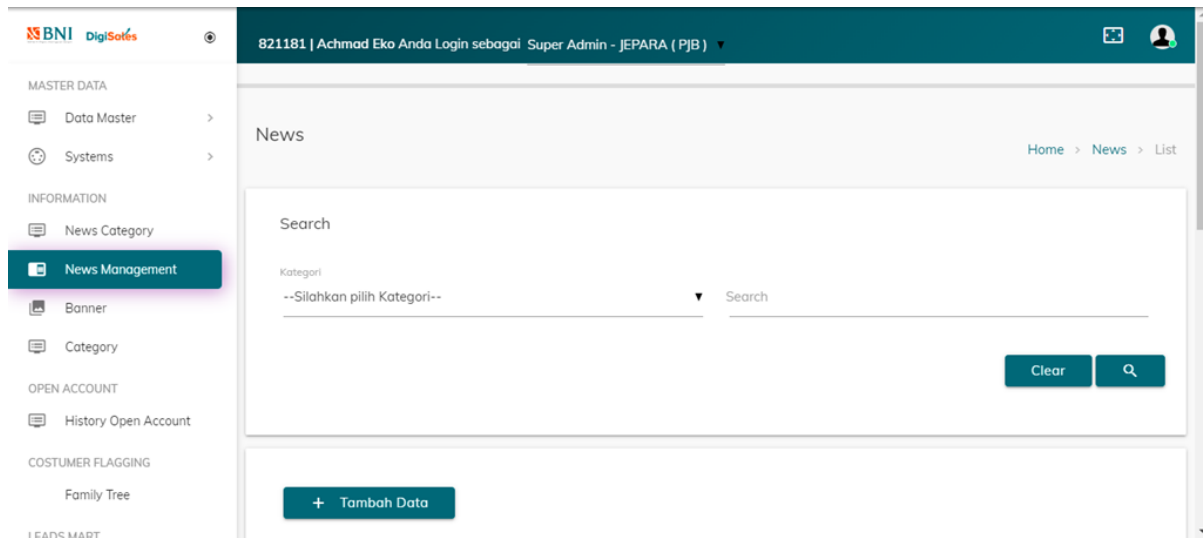 BNI DigiSales
821181 | Achmad Eko Anda Login sebagai Super Admin - JEPARA ( PJB )
MASTER DATA
Data Master
Systems
INFORMATION
News Category
News Management
Banner
Category
OPEN ACCOUNT
History Open Account
COSTUMER FLAGGING
Family Tree
LEADS MART
News
Home > News > List
Search
Kategori
--Silahkan pilih Kategori--
Search
Clear
+ Tambah Data